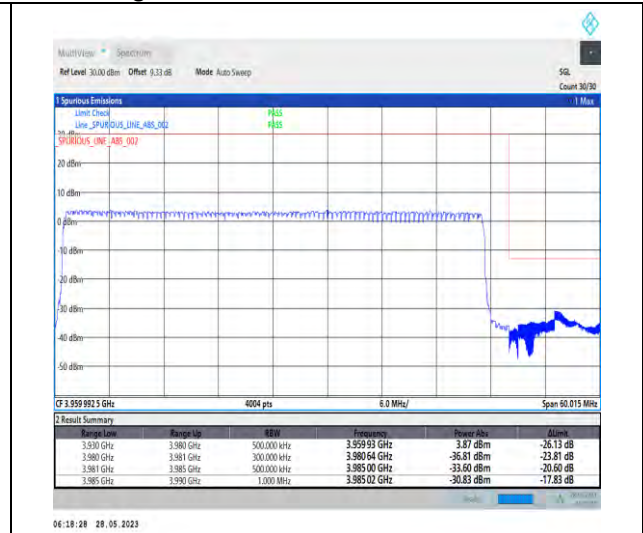 MultiView Spectrum
Ref Level 30.00 dBm Offset 9.33 dB Mode Auto Sweep SGL
Count 30/30
1 Spurious Emissions 1 Max
Limit Check PASS
Line _SPURIOUS_LINE_ABS_002 PASS
_SPURIOUS_LINE_ABS_002
20 dBm
10 dBm
0 dBm
-10 dBm
-20 dBm
-30 dBm
-40 dBm
-50 dBm
CF 3.959 992 5 GHz 4004 pts 6.0 MHz/ Span 60.015 MHz
2 Result Summary
Range Low Range Up RBW Frequency Power Abs ΔLimit
3.930 GHz 3.980 GHz 500.000 kHz 3.959 93 GHz 3.87 dBm -26.13 dB
3.980 GHz 3.981 GHz 300.000 kHz 3.980 64 GHz -36.81 dBm -23.81 dB
3.981 GHz 3.985 GHz 500.000 kHz 3.985 00 GHz -33.60 dBm -20.60 dB
3.985 GHz 3.990 GHz 1.000 MHz 3.985 02 GHz -30.83 dBm -17.83 dB
06:18:28 28.05.2023